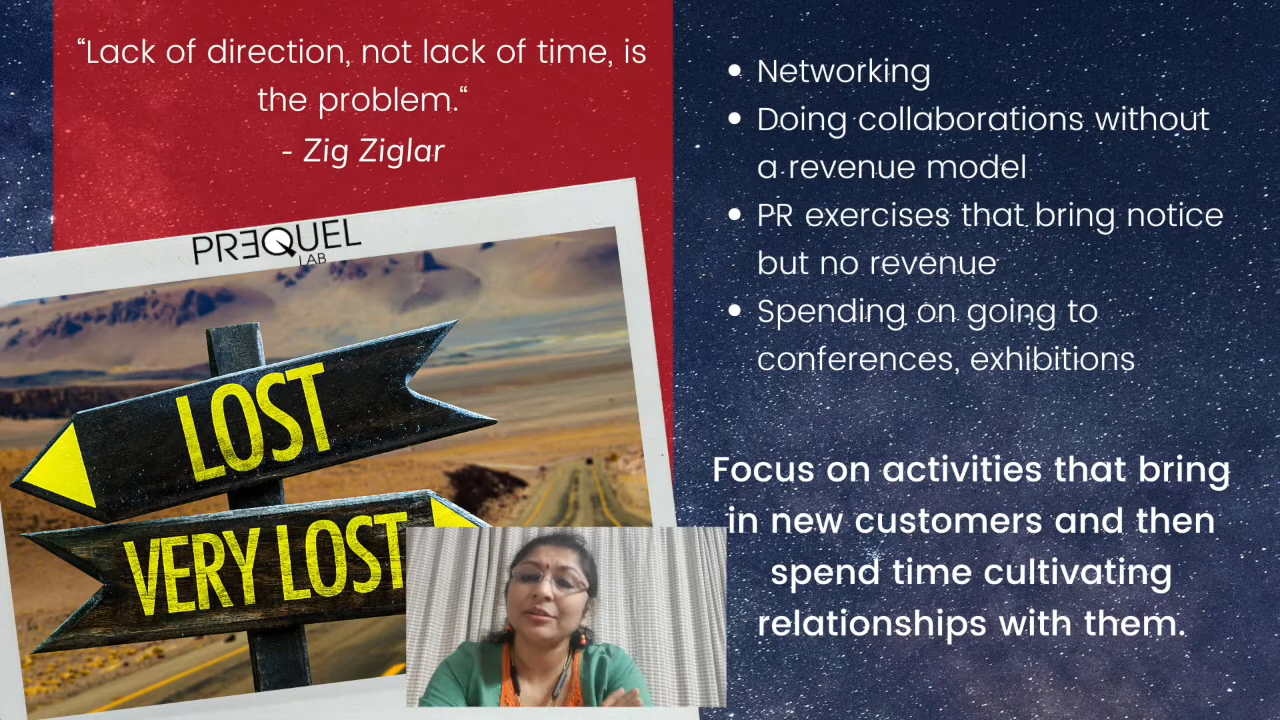 “Lack of direction, not lack of time, is
the problem.“
- Zig Ziglar
PRƎQUEL
LAB
LOST
VERY LOST
• Networking
• Doing collaborations without
a revenue model
• PR exercises that bring notice
but no revenue
• Spending on going to
conferences, exhibitions
Focus on activities that bring
in new customers and then
spend time cultivating
relationships with them.